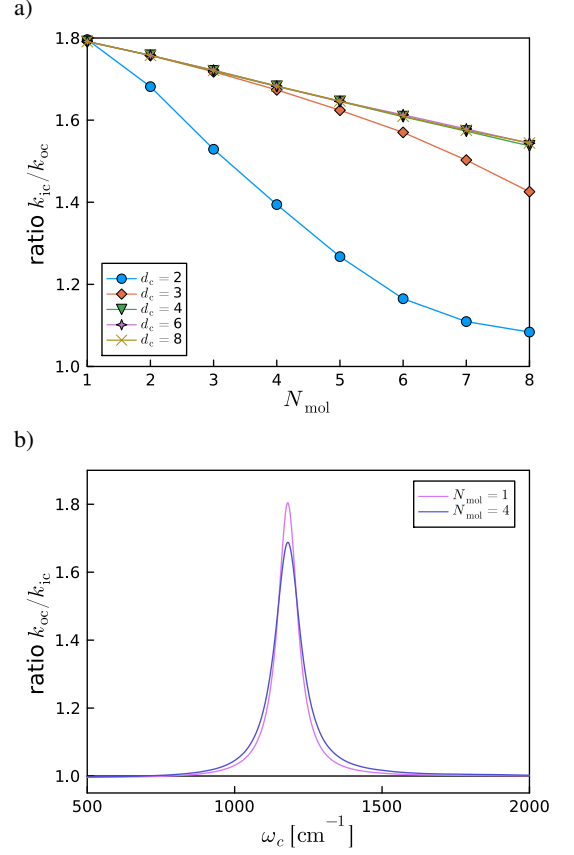 a)
1.8
1.6
1.4
1.2
1.0
ratio k_ic/k_oc
d_c = 2
d_c = 3
d_c = 4
d_c = 6
d_c = 8
1 2 3 4 5 6 7 8
N_mol
b)
1.8
1.6
1.4
1.2
1.0
ratio k_oc/k_ic
N_mol = 1
N_mol = 4
500 1000 1500 2000
ω_c [cm⁻¹]